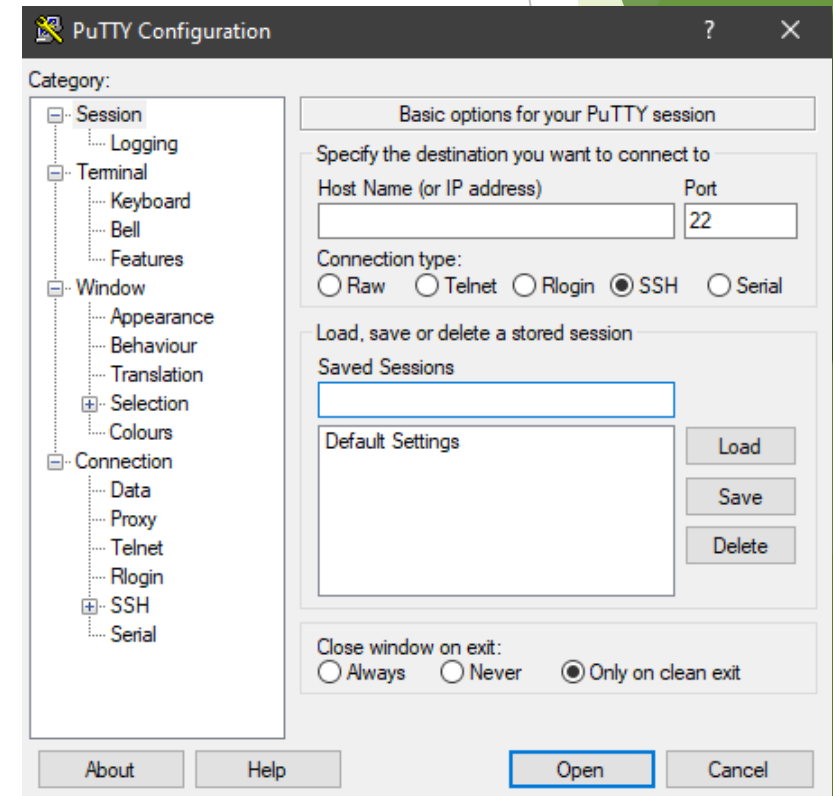 PuTTY Configuration ? ×
Category:
Session
Logging
Terminal
Keyboard
Bell
Features
Window
Appearance
Behaviour
Translation
Selection
Colours
Connection
Data
Proxy
Telnet
Rlogin
SSH
Serial
Basic options for your PuTTY session
Specify the destination you want to connect to
Host Name (or IP address) Port
22
Connection type:
Raw Telnet Rlogin SSH Serial
Load, save or delete a stored session
Saved Sessions
Default Settings
Load
Save
Delete
Close window on exit:
Always Never Only on clean exit
About Help Open Cancel